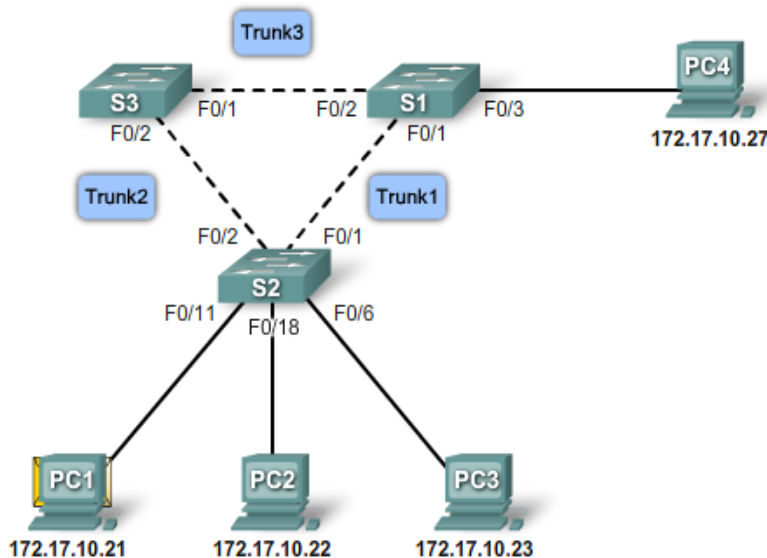 Trunk3
S3
S1
PC4
F0/1
F0/2
F0/3
F0/2
F0/1
172.17.10.27
Trunk2
Trunk1
F0/2
F0/1
S2
F0/11
F0/18
F0/6
PC1
PC2
PC3
172.17.10.21
172.17.10.22
172.17.10.23